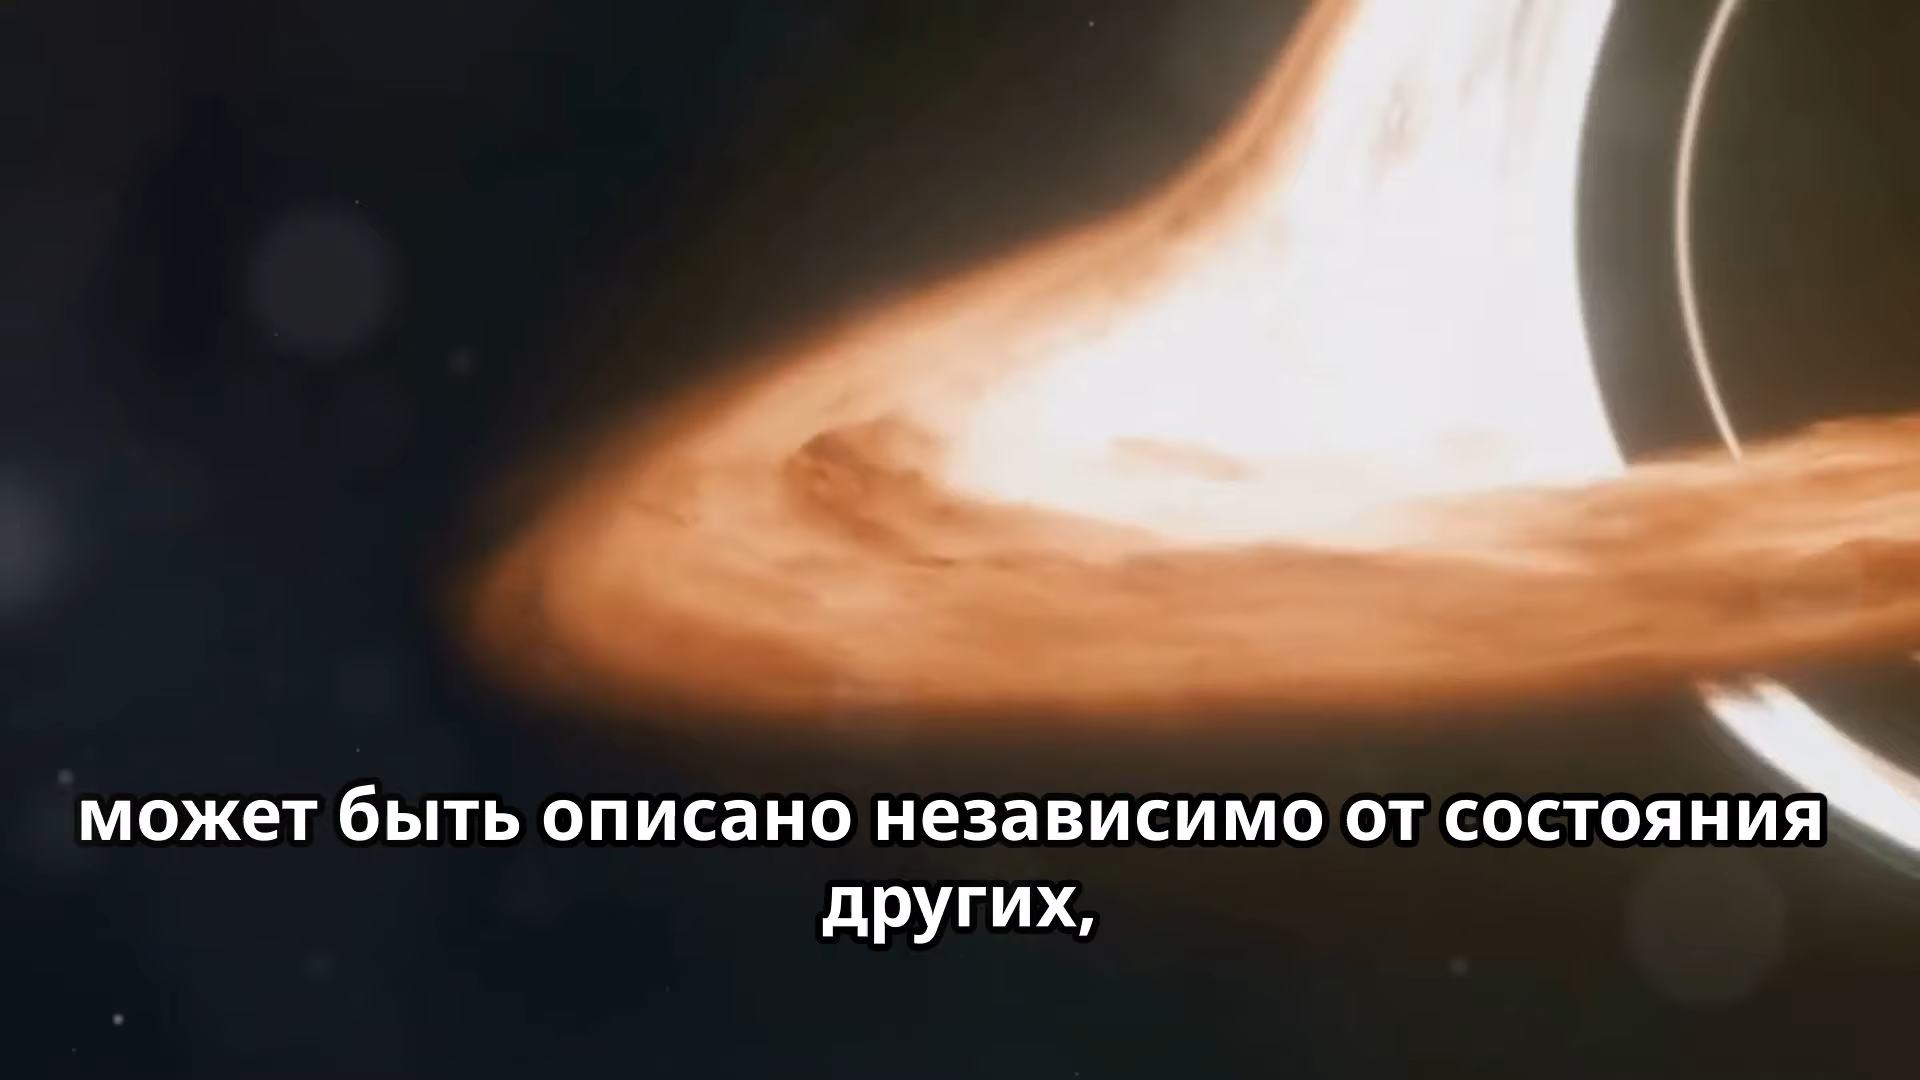 может быть описано независимо от состояния
других,